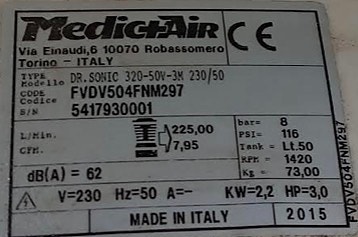 Medic+Air CE
Via Einaudi,6 10070 Robassomero
Torino - ITALY
TYPE Modello DR.SONIC 320-50V-3M 230/50
CODE Codice FVDV504FNM297
S/N 5417930001
L/Min. 225,00
CFM. 7,95
bar= 8
PSI= 116
Tank = Lt.50
RPM = 1420
Kg = 73,00
dB(A) = 62
V=230 Hz=50 A=- KW=2,2 HP=3,0
MADE IN ITALY 2015
FVDV504FNM297